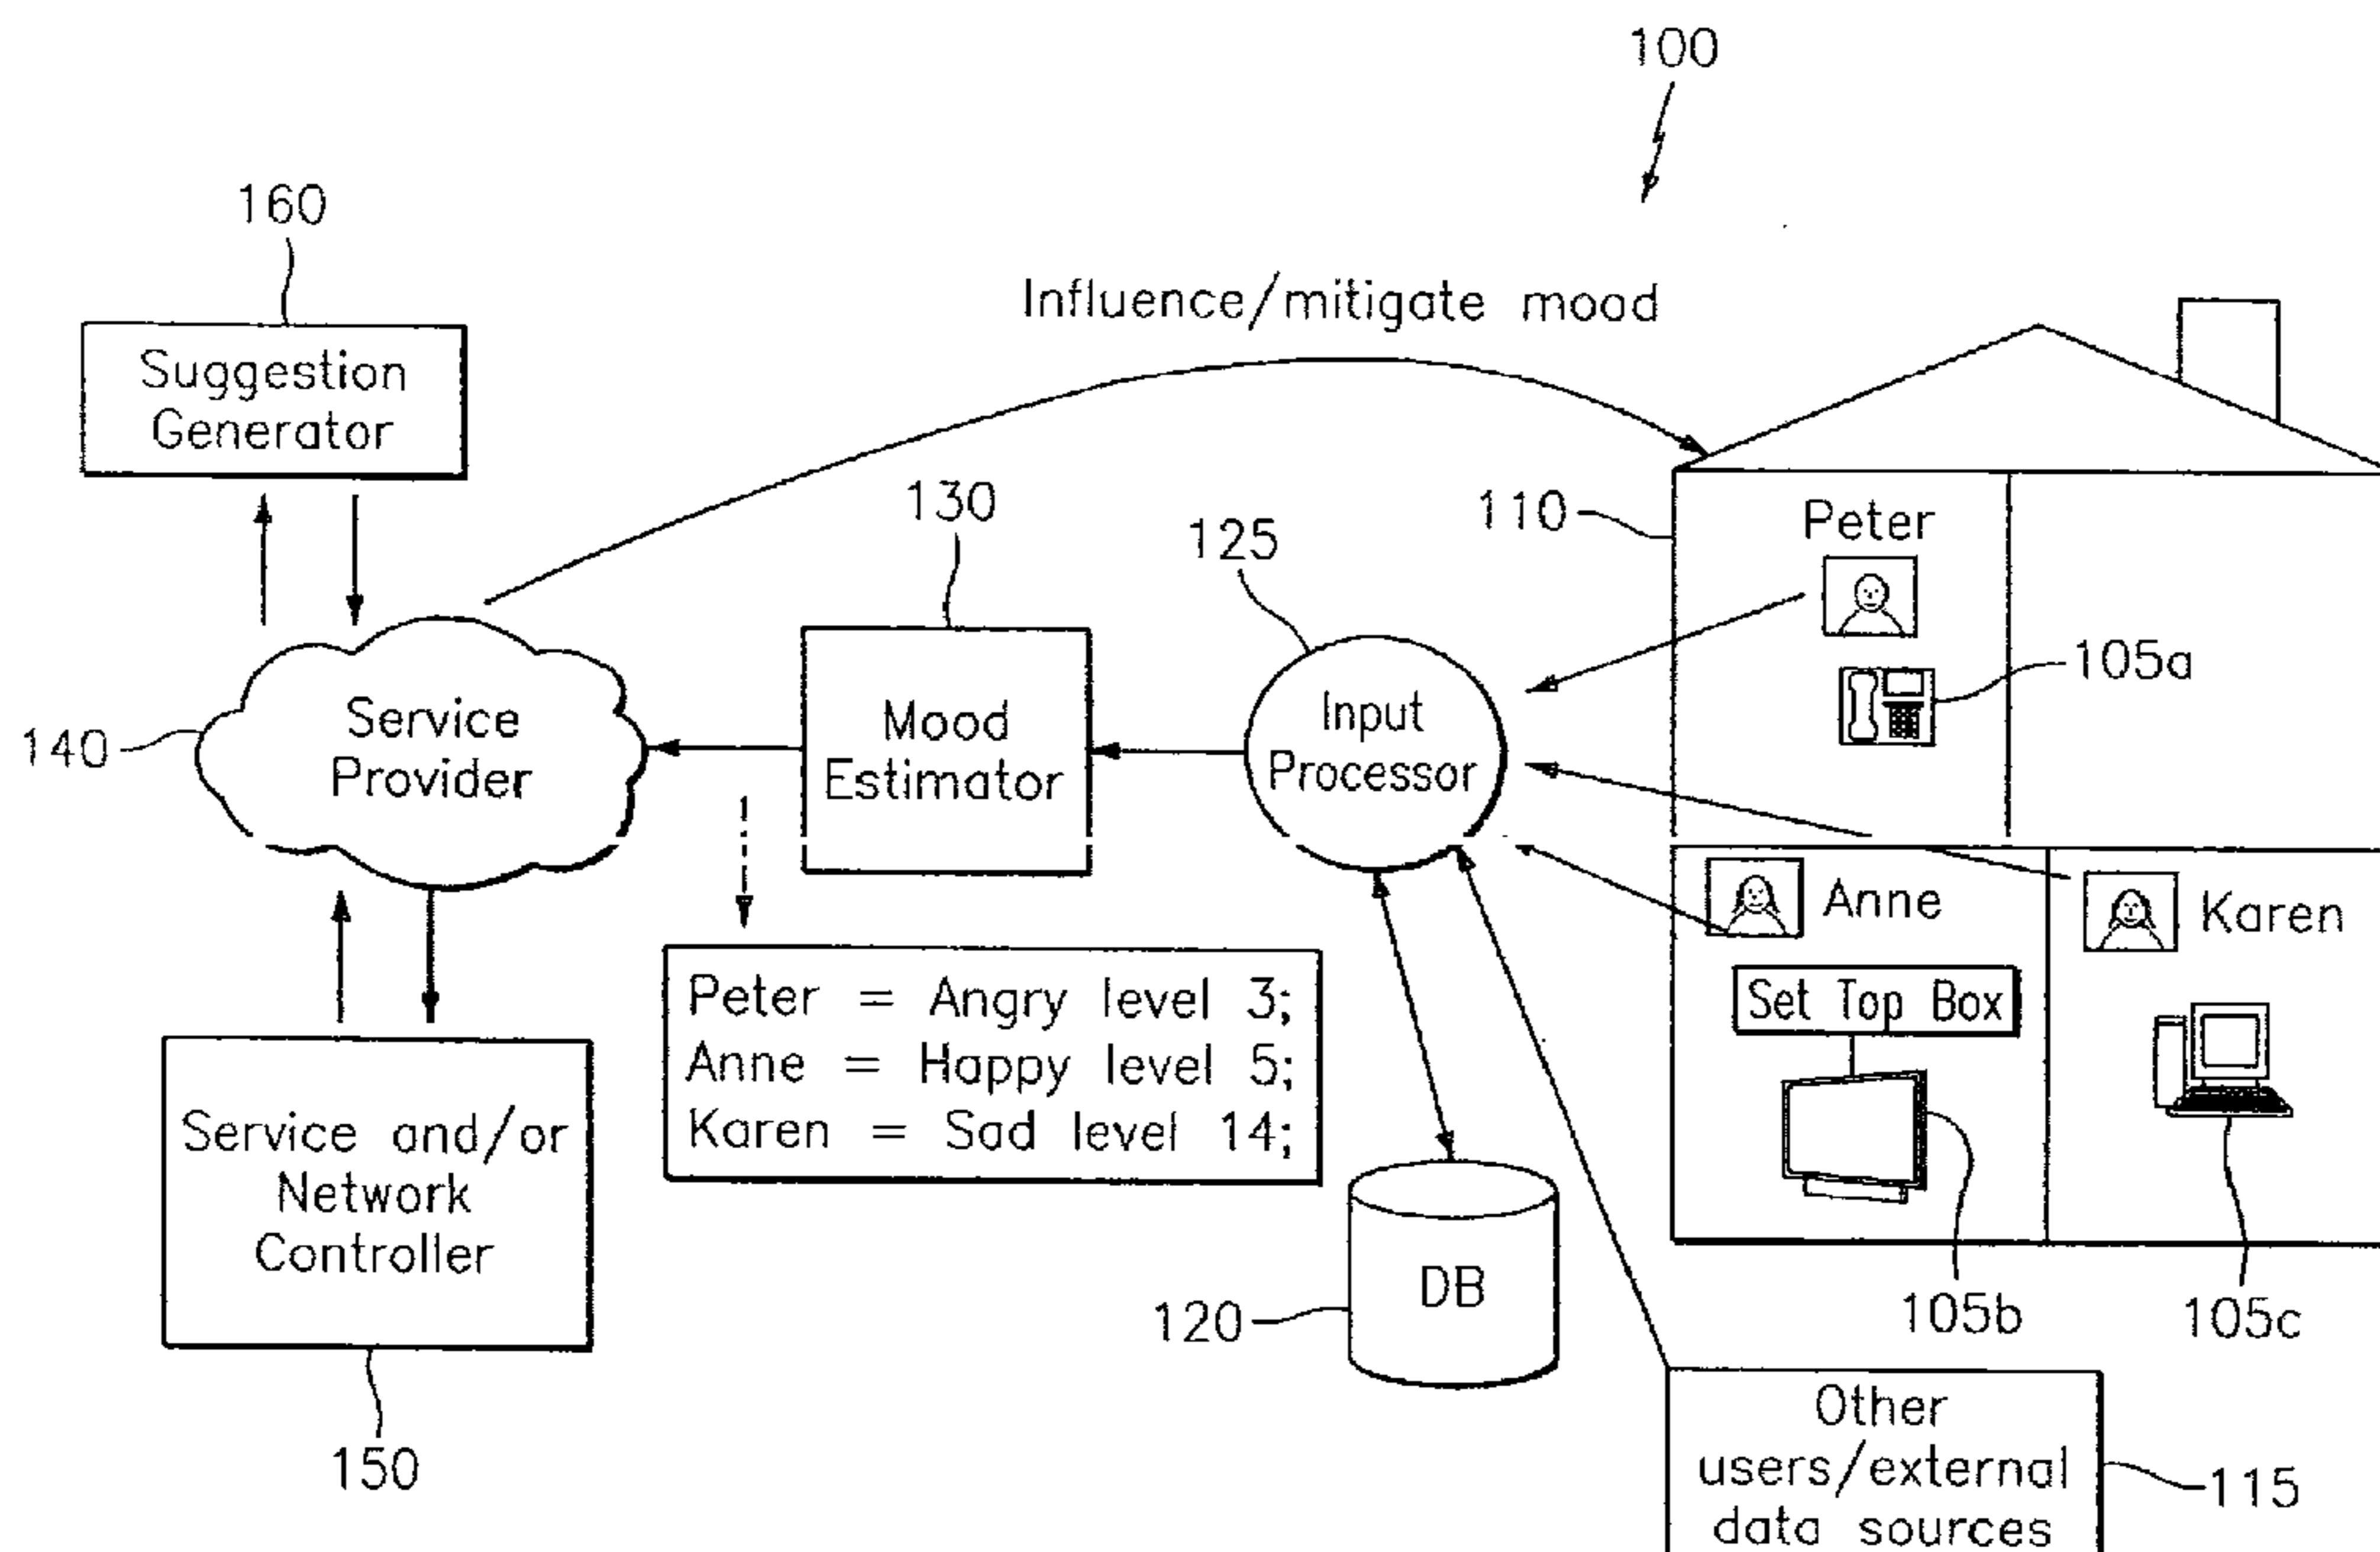 100
160
Influence/mitigate mood
Suggestion
Generator
130
125
110
Peter
105a
140
Service
Provider
Mood
Estimator
Input
Processor
Anne
Karen
Set Top Box
Peter = Angry level 3;
Anne = Happy level 5;
Karen = Sad level 14;
Service and/or
Network
Controller
DB
120
105b
105c
150
Other
users/external
data sources
115